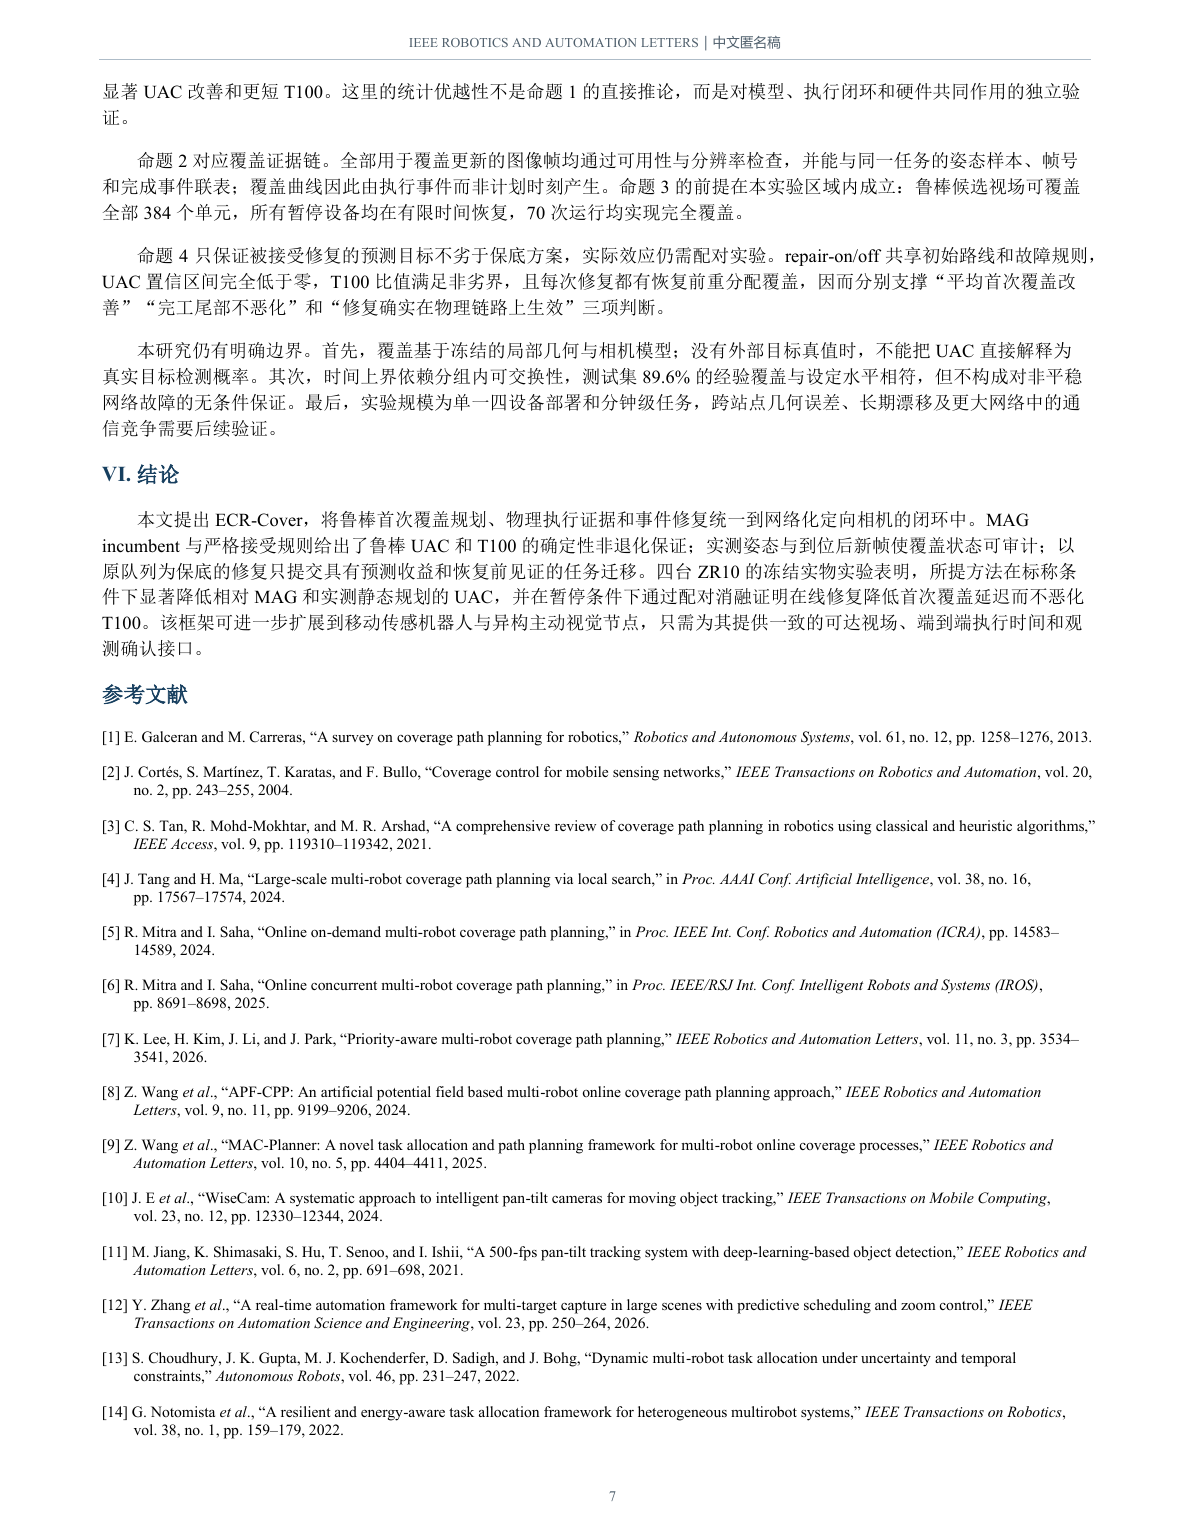 IEEE ROBOTICS AND AUTOMATION LETTERS | 中文匿名稿
显著 UAC 改善和更短 T100。这里的统计优越性不是命题 1 的直接推论，而是对模型、执行闭环和硬件共同作用的独立验
证。
命题 2 对应覆盖证据链。全部用于覆盖更新的图像帧均通过可用性与分辨率检查，并能与同一任务的姿态样本、帧号
和完成事件联表；覆盖曲线因此由执行事件而非计划时刻产生。命题 3 的前提在本实验区域内成立：鲁棒候选视场可覆盖
全部 384 个单元，所有暂停设备均在有限时间恢复，70 次运行均实现完全覆盖。
命题 4 只保证被接受修复的预测目标不劣于保底方案，实际效应仍需配对实验。repair-on/off 共享初始路线和故障规则，
UAC 置信区间完全低于零，T100 比值满足非劣界，且每次修复都有恢复前重分配覆盖，因而分别支撑“平均首次覆盖改
善”“完工尾部不恶化”和“修复确实在物理链路上生效”三项判断。
本研究仍有明确边界。首先，覆盖基于冻结的局部几何与相机模型；没有外部目标真值时，不能把 UAC 直接解释为
真实目标检测概率。其次，时间上界依赖分组内可交换性，测试集 89.6% 的经验覆盖与设定水平相符，但不构成对非平稳
网络故障的无条件保证。最后，实验规模为单一四设备部署和分钟级任务，跨站点几何误差、长期漂移及更大网络中的通
信竞争需要后续验证。
VI. 结论
本文提出 ECR-Cover，将鲁棒首次覆盖规划、物理执行证据和事件修复统一到网络化定向相机的闭环中。MAG
incumbent 与严格接受规则给出了鲁棒 UAC 和 T100 的确定性非退化保证；实测姿态与到位后新帧使覆盖状态可审计；以
原队列为保底的修复只提交具有预测收益和恢复前见证的任务迁移。四台 ZR10 的冻结实物实验表明，所提方法在标称条
件下显著降低相对 MAG 和实测静态规划的 UAC，并在暂停条件下通过配对消融证明在线修复降低首次覆盖延迟而不恶化
T100。该框架可进一步扩展到移动传感机器人与异构主动视觉节点，只需为其提供一致的可达视场、端到端执行时间和观
测确认接口。
参考文献
[1] E. Galceran and M. Carreras, “A survey on coverage path planning for robotics,” Robotics and Autonomous Systems, vol. 61, no. 12, pp. 1258–1276, 2013.
[2] J. Cortés, S. Martínez, T. Karatas, and F. Bullo, “Coverage control for mobile sensing networks,” IEEE Transactions on Robotics and Automation, vol. 20,
no. 2, pp. 243–255, 2004.
[3] C. S. Tan, R. Mohd-Mokhtar, and M. R. Arshad, “A comprehensive review of coverage path planning in robotics using classical and heuristic algorithms,”
IEEE Access, vol. 9, pp. 119310–119342, 2021.
[4] J. Tang and H. Ma, “Large-scale multi-robot coverage path planning via local search,” in Proc. AAAI Conf. Artificial Intelligence, vol. 38, no. 16,
pp. 17567–17574, 2024.
[5] R. Mitra and I. Saha, “Online on-demand multi-robot coverage path planning,” in Proc. IEEE Int. Conf. Robotics and Automation (ICRA), pp. 14583–
14589, 2024.
[6] R. Mitra and I. Saha, “Online concurrent multi-robot coverage path planning,” in Proc. IEEE/RSJ Int. Conf. Intelligent Robots and Systems (IROS),
pp. 8691–8698, 2025.
[7] K. Lee, H. Kim, J. Li, and J. Park, “Priority-aware multi-robot coverage path planning,” IEEE Robotics and Automation Letters, vol. 11, no. 3, pp. 3534–
3541, 2026.
[8] Z. Wang et al., “APF-CPP: An artificial potential field based multi-robot online coverage path planning approach,” IEEE Robotics and Automation
Letters, vol. 9, no. 11, pp. 9199–9206, 2024.
[9] Z. Wang et al., “MAC-Planner: A novel task allocation and path planning framework for multi-robot online coverage processes,” IEEE Robotics and
Automation Letters, vol. 10, no. 5, pp. 4404–4411, 2025.
[10] J. E et al., “WiseCam: A systematic approach to intelligent pan-tilt cameras for moving object tracking,” IEEE Transactions on Mobile Computing,
vol. 23, no. 12, pp. 12330–12344, 2024.
[11] M. Jiang, K. Shimasaki, S. Hu, T. Senoo, and I. Ishii, “A 500-fps pan-tilt tracking system with deep-learning-based object detection,” IEEE Robotics and
Automation Letters, vol. 6, no. 2, pp. 691–698, 2021.
[12] Y. Zhang et al., “A real-time automation framework for multi-target capture in large scenes with predictive scheduling and zoom control,” IEEE
Transactions on Automation Science and Engineering, vol. 23, pp. 250–264, 2026.
[13] S. Choudhury, J. K. Gupta, M. J. Kochenderfer, D. Sadigh, and J. Bohg, “Dynamic multi-robot task allocation under uncertainty and temporal
constraints,” Autonomous Robots, vol. 46, pp. 231–247, 2022.
[14] G. Notomista et al., “A resilient and energy-aware task allocation framework for heterogeneous multirobot systems,” IEEE Transactions on Robotics,
vol. 38, no. 1, pp. 159–179, 2022.
7